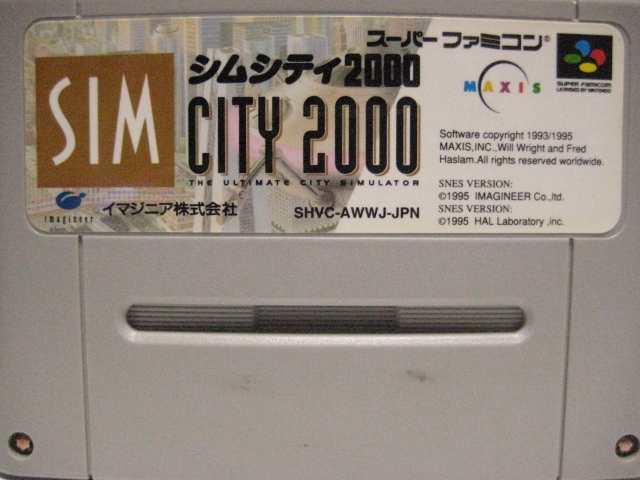 スーパーファミコン®
シムシティ2000
SIM
CITY 2000
THE ULTIMATE CITY SIMULATOR
MAXIS
SUPER FAMICOM
LICENSED BY NINTENDO
Software copyright 1993/1995
MAXIS,INC.,Will Wright and Fred
Haslam.All rights reserved worldwide.
SNES VERSION:
©1995 IMAGINEER Co.,ltd.
SNES VERSION:
©1995 HAL Laboratory ,inc.
imagineer
イマジニア株式会社
SHVC-AWWJ-JPN